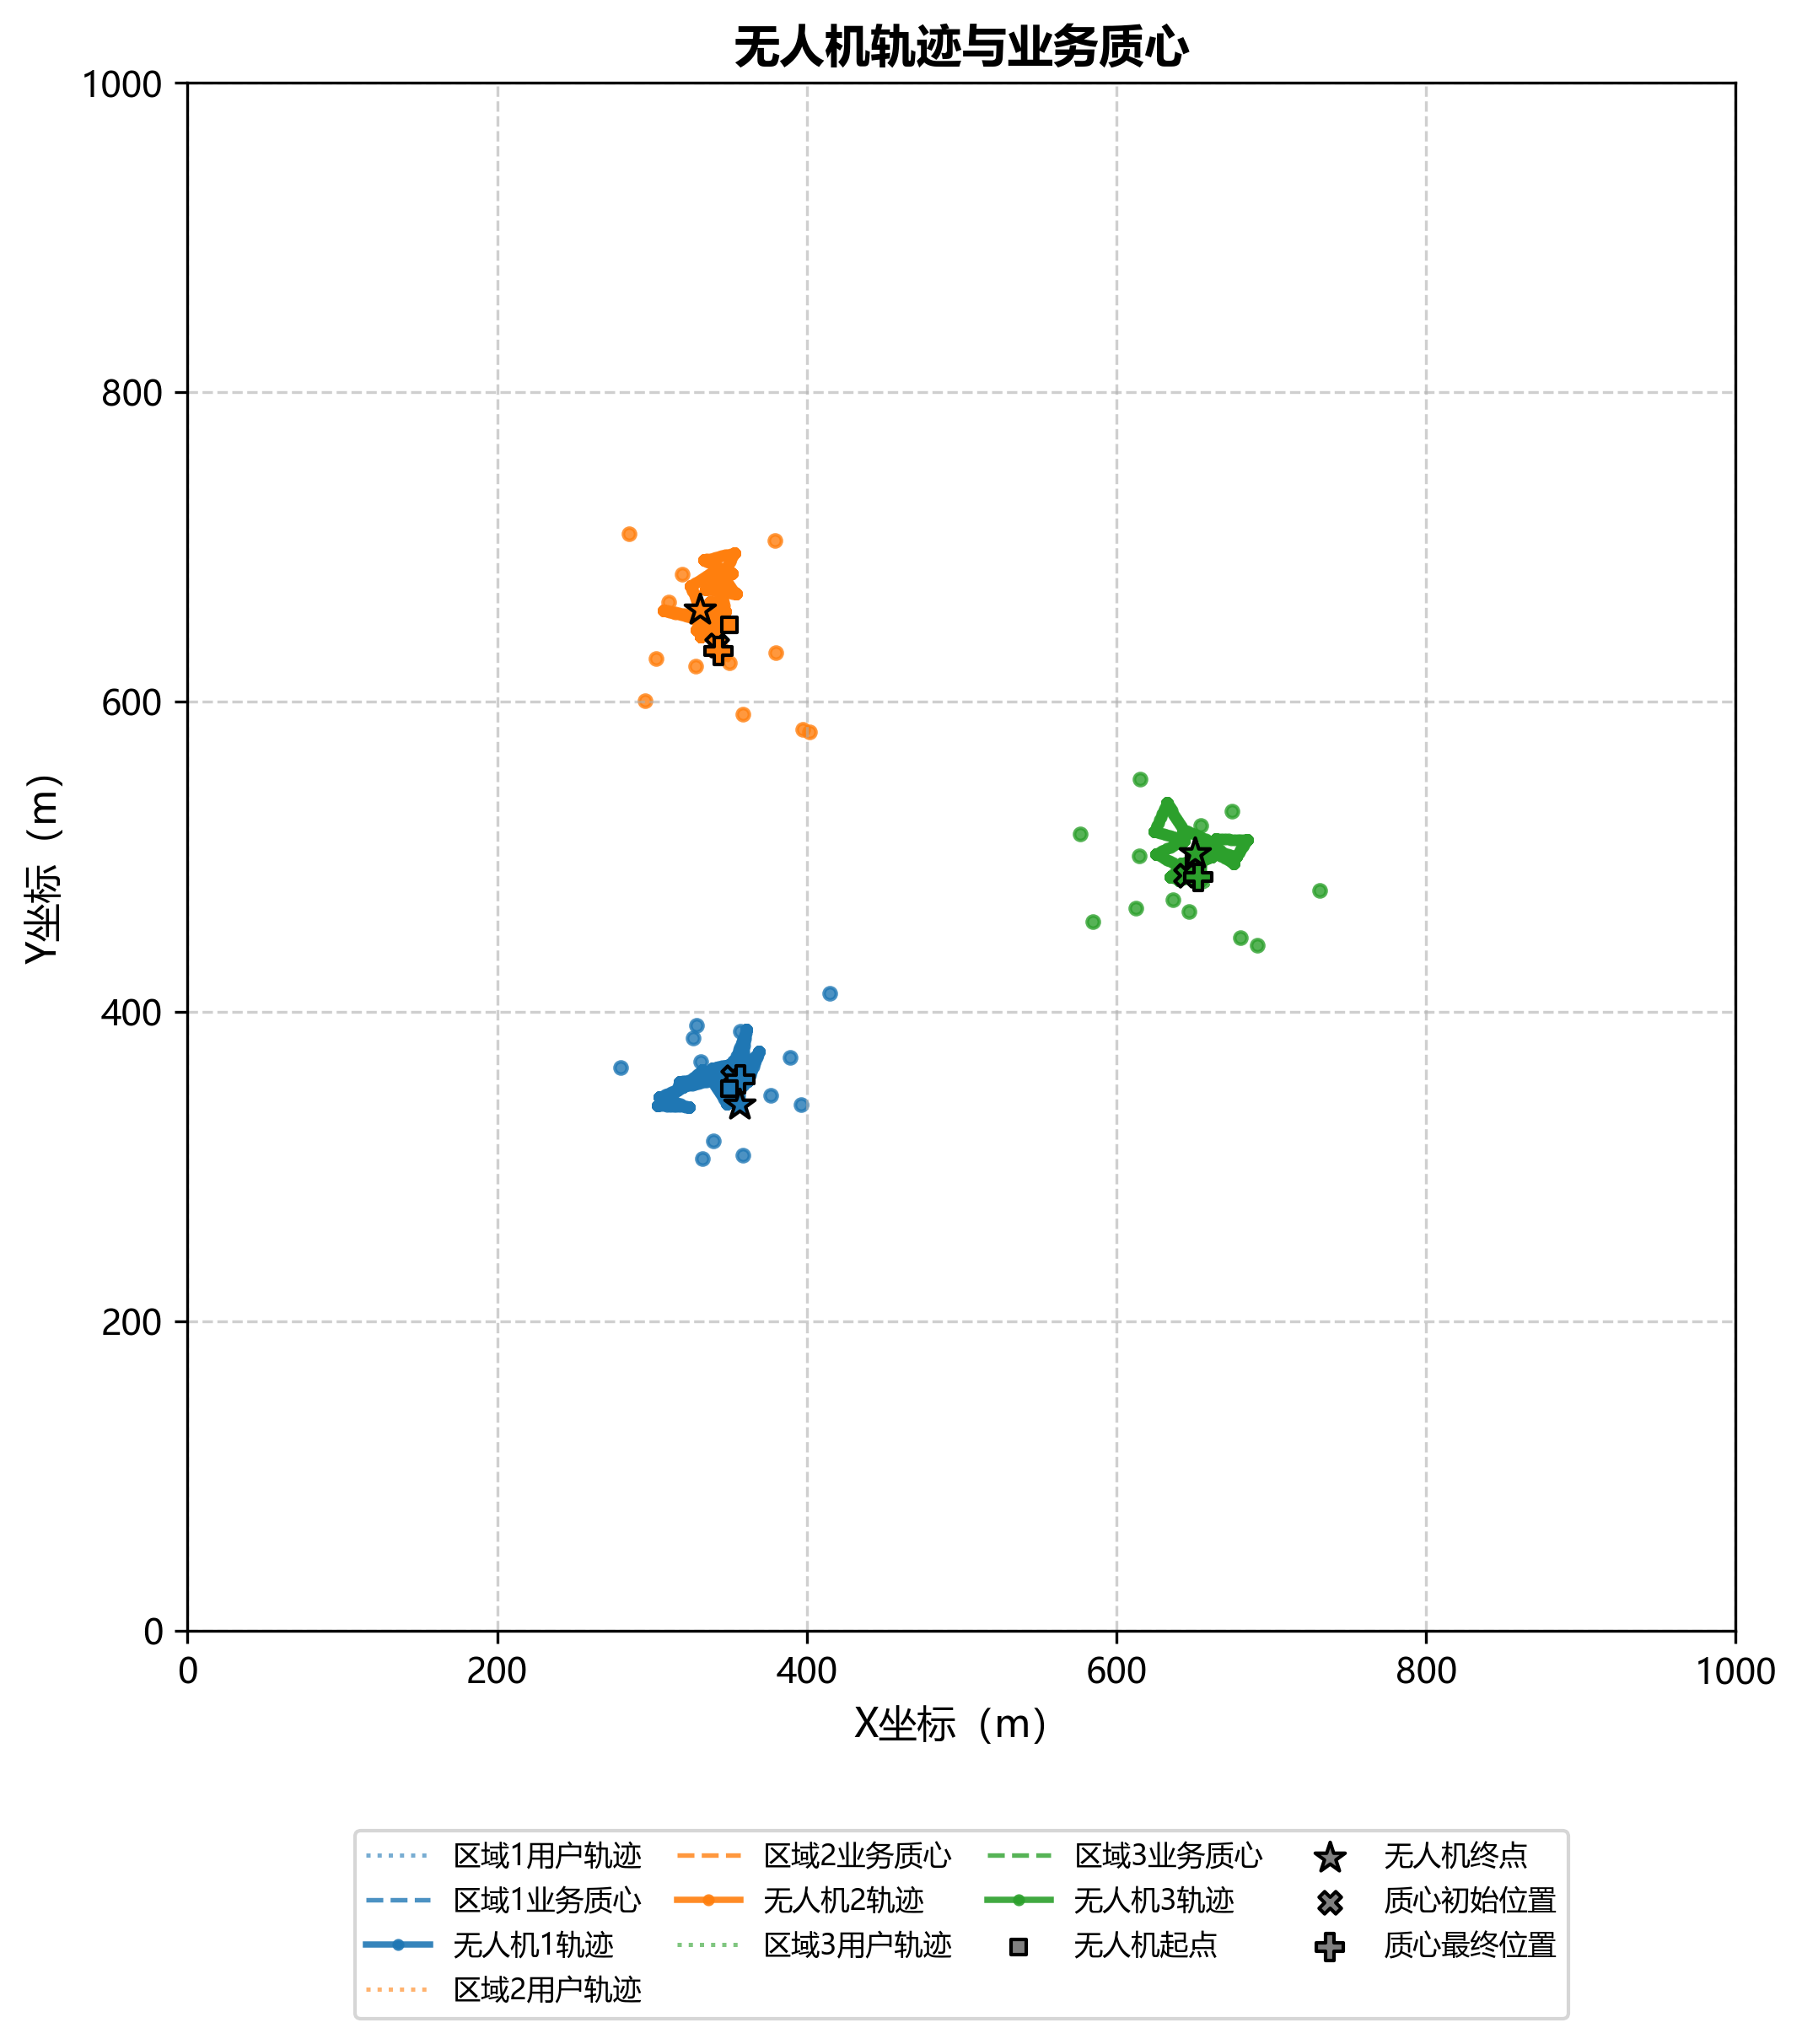 无人机轨迹与业务质心
1000
800
600
400
200
0
Y坐标（m）
0 200 400 600 800 1000
X坐标（m）
区域1用户轨迹 区域2业务质心 区域3业务质心 无人机终点
区域1业务质心 无人机2轨迹 无人机3轨迹 质心初始位置
无人机1轨迹 区域3用户轨迹 无人机起点 质心最终位置
区域2用户轨迹